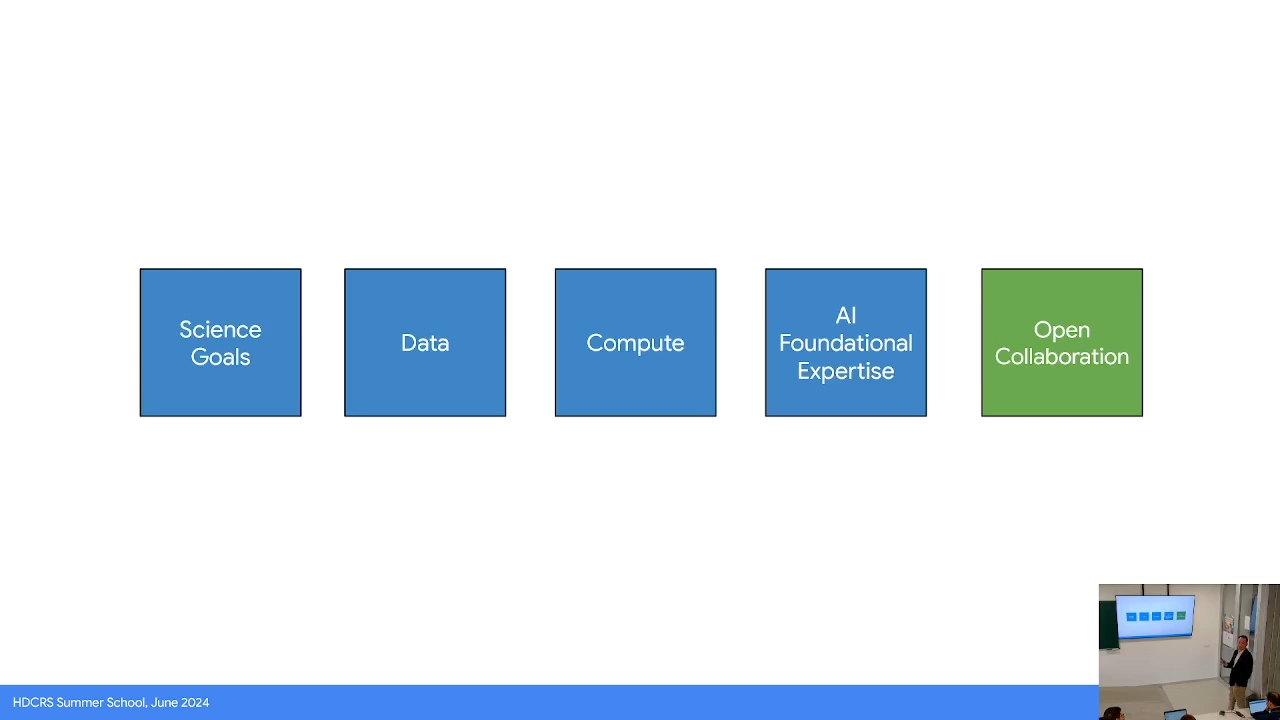 Science
Goals
Data
Compute
AI
Foundational
Expertise
Open
Collaboration
HDCRS Summer School, June 2024